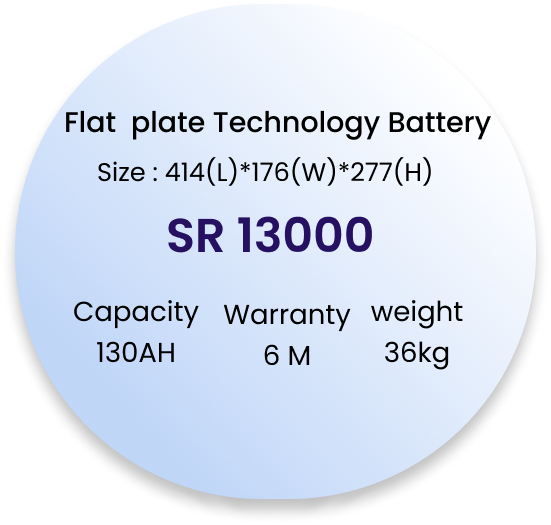 Flat plate Technology Battery
Size : 414(L)*176(W)*277(H)
SR 13000
Capacity Warranty weight
130AH 6 M 36kg